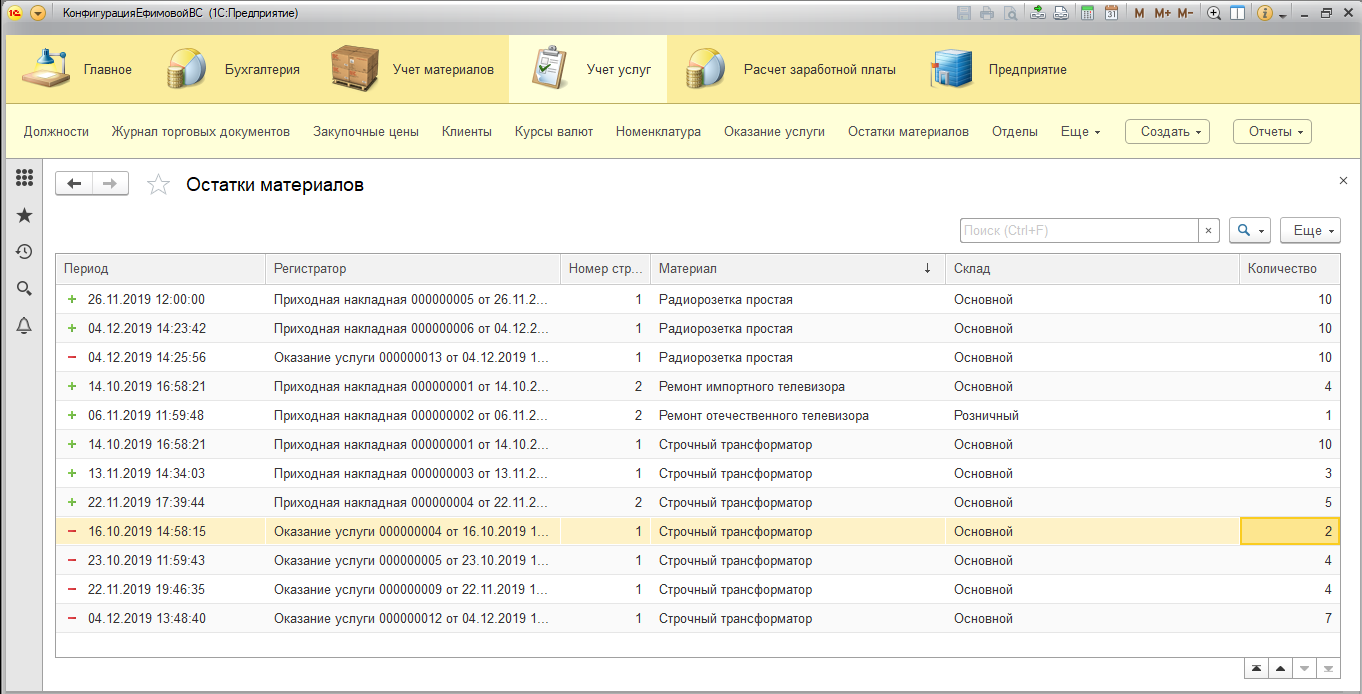 КонфигурацияЕфимовойВС (1С:Предприятие)
M M+ M-
Главное Бухгалтерия Учет материалов Учет услуг Расчет заработной платы Предприятие
Должности Журнал торговых документов Закупочные цены Клиенты Курсы валют Номенклатура Оказание услуги Остатки материалов Отделы Еще Создать Отчеты
Остатки материалов
Поиск (Ctrl+F) × Еще
Период Регистратор Номер стр... Материал ↓ Склад Количество
+ 26.11.2019 12:00:00 Приходная накладная 000000005 от 26.11.2... 1 Радиорозетка простая Основной 10
+ 04.12.2019 14:23:42 Приходная накладная 000000006 от 04.12.2... 1 Радиорозетка простая Основной 10
− 04.12.2019 14:25:56 Оказание услуги 000000013 от 04.12.2019 1... 1 Радиорозетка простая Основной 10
+ 14.10.2019 16:58:21 Приходная накладная 000000001 от 14.10.2... 2 Ремонт импортного телевизора Основной 4
+ 06.11.2019 11:59:48 Приходная накладная 000000002 от 06.11.2... 2 Ремонт отечественного телевизора Розничный 1
+ 14.10.2019 16:58:21 Приходная накладная 000000001 от 14.10.2... 1 Строчный трансформатор Основной 10
+ 13.11.2019 14:34:03 Приходная накладная 000000003 от 13.11.2... 1 Строчный трансформатор Основной 3
+ 22.11.2019 17:39:44 Приходная накладная 000000004 от 22.11.2... 2 Строчный трансформатор Основной 5
− 16.10.2019 14:58:15 Оказание услуги 000000004 от 16.10.2019 1... 1 Строчный трансформатор Основной 2
− 23.10.2019 11:59:43 Оказание услуги 000000005 от 23.10.2019 1... 1 Строчный трансформатор Основной 4
− 22.11.2019 19:46:35 Оказание услуги 000000009 от 22.11.2019 1... 1 Строчный трансформатор Основной 4
− 04.12.2019 13:48:40 Оказание услуги 000000012 от 04.12.2019 1... 1 Строчный трансформатор Основной 7